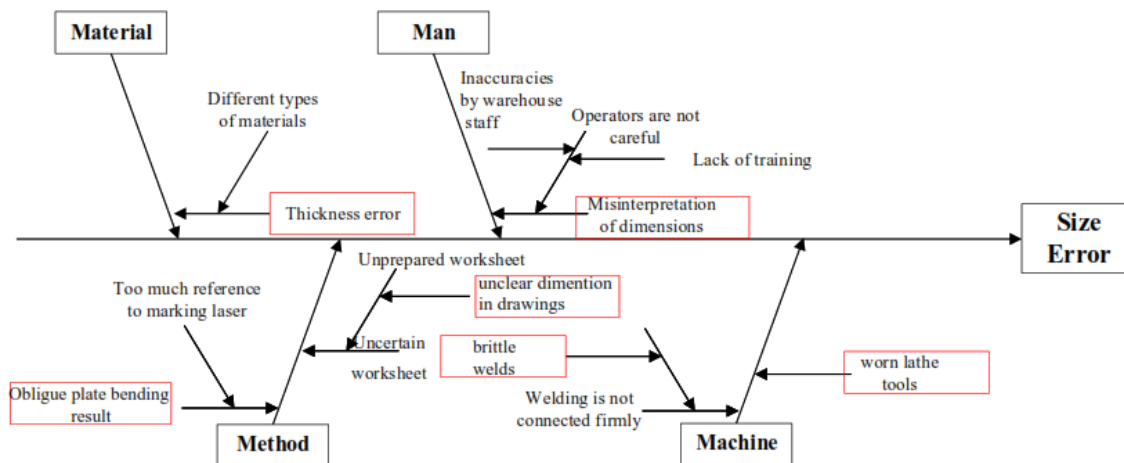 Material
Man
Inaccuracies
by warehouse
staff
Different types
of materials
Operators are not
careful
Lack of training
Thickness error
Misinterpretation
of dimensions
Size
Error
Unprepared worksheet
Too much reference
to marking laser
unclear dimention
in drawings
Uncertain
worksheet
brittle
welds
worn lathe
tools
Obligue plate bending
result
Welding is not
connected firmly
Method
Machine